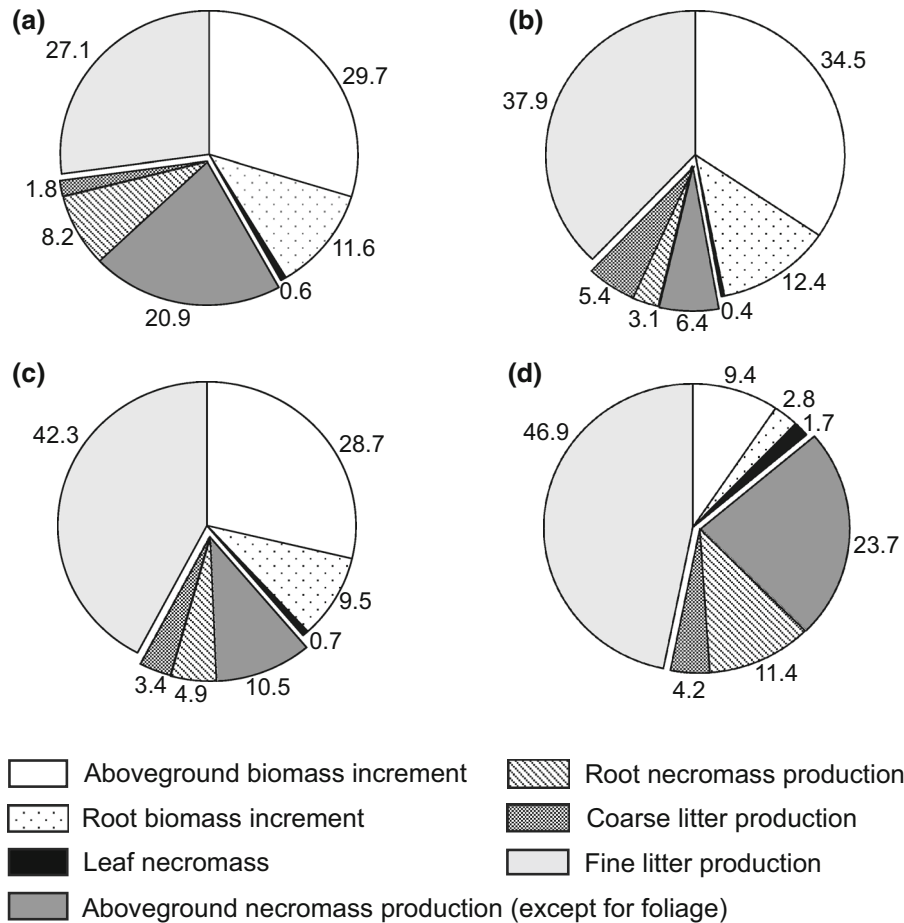 (a)
27.1
29.7
1.8
8.2
11.6
0.6
20.9
(b)
34.5
37.9
5.4
3.1
6.4
0.4
12.4
(c)
42.3
28.7
9.5
0.7
3.4
4.9
10.5
(d)
9.4
2.8
1.7
46.9
23.7
4.2
11.4
Aboveground biomass increment
Root biomass increment
Leaf necromass
Aboveground necromass production (except for foliage)
Root necromass production
Coarse litter production
Fine litter production